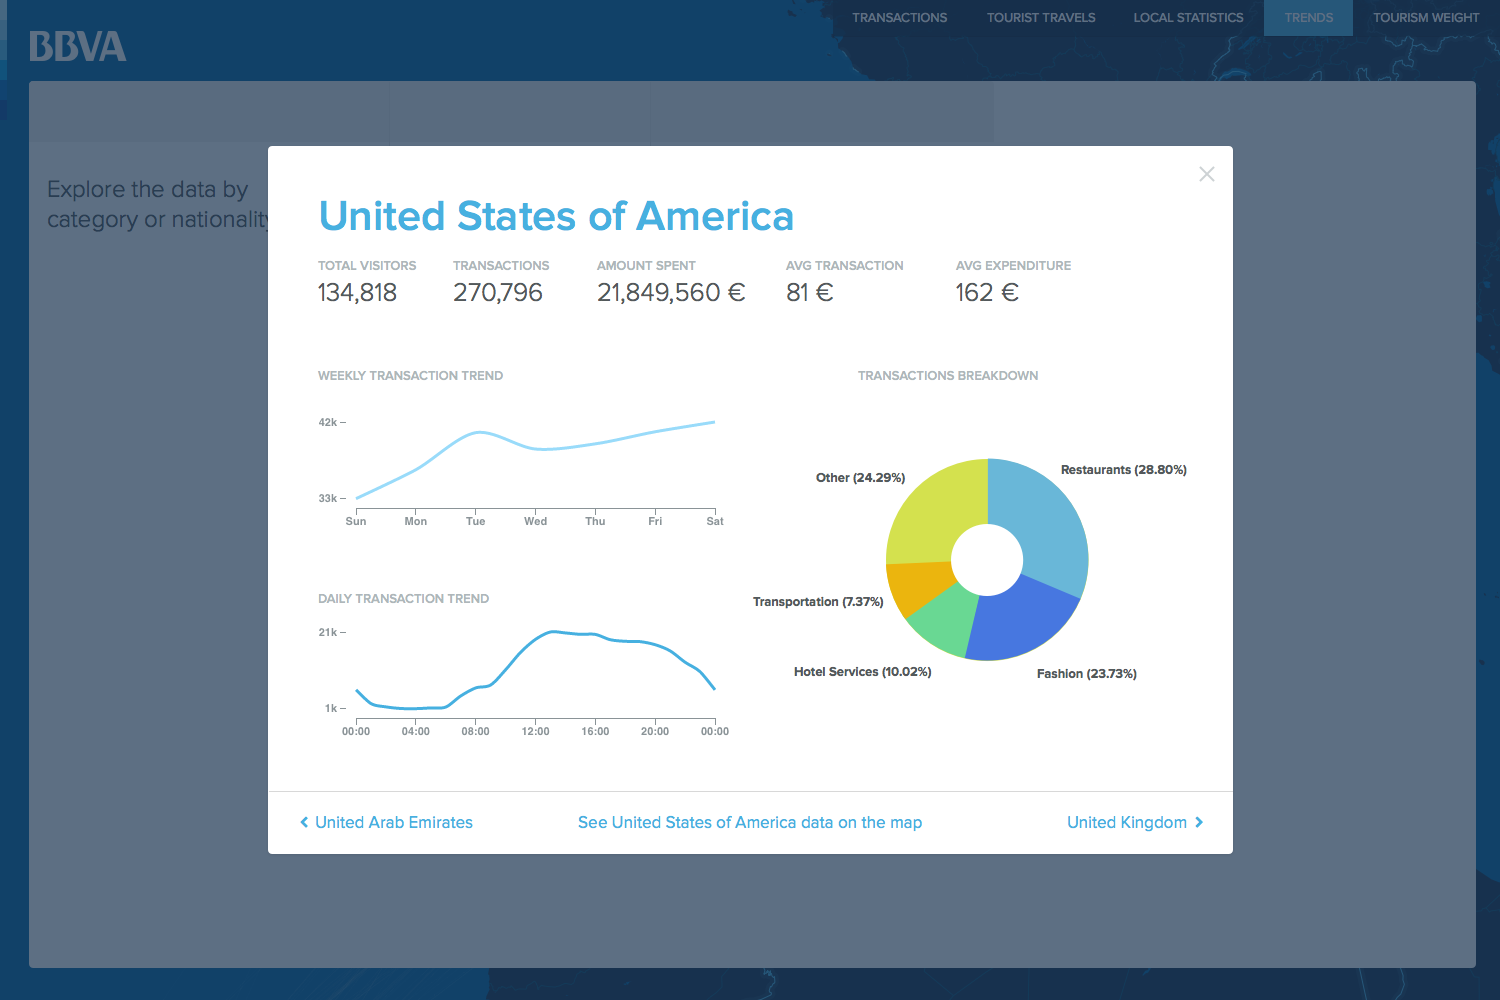 TRANSACTIONS TOURIST TRAVELS LOCAL STATISTICS TRENDS TOURISM WEIGHT
BBVA
Explore the data by
category or nationality
United States of America
TOTAL VISITORS TRANSACTIONS AMOUNT SPENT AVG TRANSACTION AVG EXPENDITURE
134,818 270,796 21,849,560 € 81 € 162 €
WEEKLY TRANSACTION TREND
42k
33k
Sun Mon Tue Wed Thu Fri Sat
DAILY TRANSACTION TREND
21k
1k
00:00 04:00 08:00 12:00 16:00 20:00 00:00
TRANSACTIONS BREAKDOWN
Restaurants (28.80%)
Other (24.29%)
Transportation (7.37%)
Hotel Services (10.02%)
Fashion (23.73%)
United Arab Emirates See United States of America data on the map United Kingdom